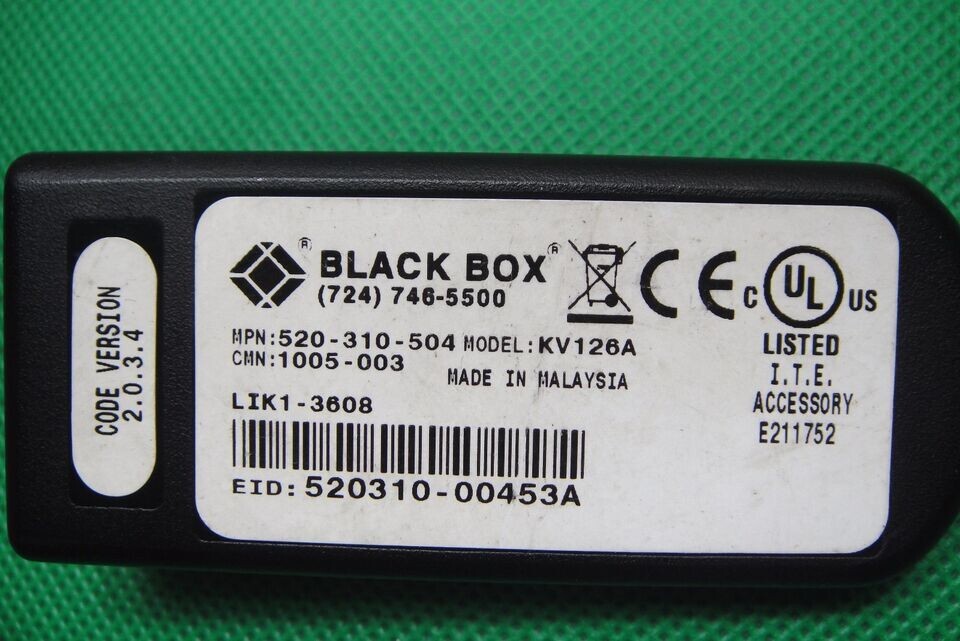 CODE VERSION
2.0.3.4
® BLACK BOX®
(724) 746-5500
MPN:520-310-504 MODEL:KV126A
CMN:1005-003
MADE IN MALAYSIA
LIK1-3608
EID:520310-00453A
CE
C UL US
LISTED
I.T.E.
ACCESSORY
E211752